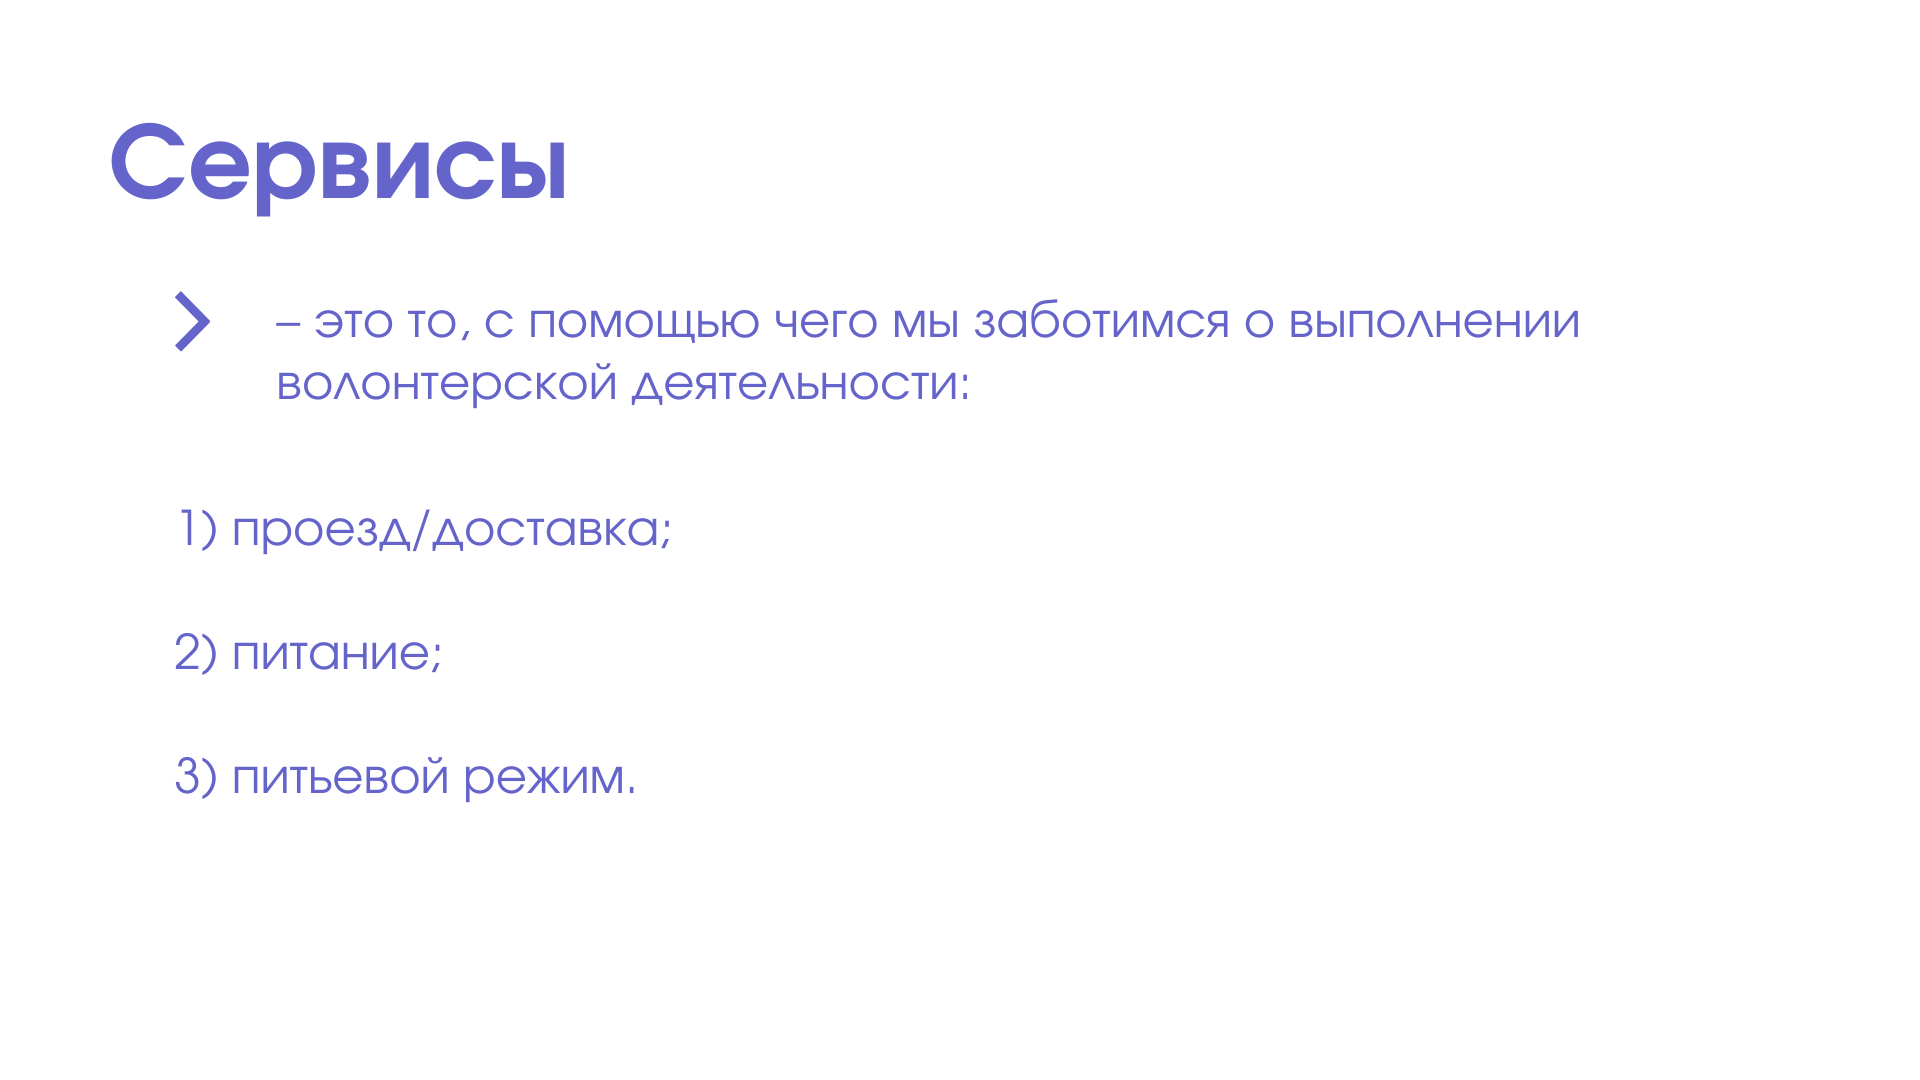 Сервисы
– это то, с помощью чего мы заботимся о выполнении
волонтерской деятельности:
1) проезд/доставка;
2) питание;
3) питьевой режим.